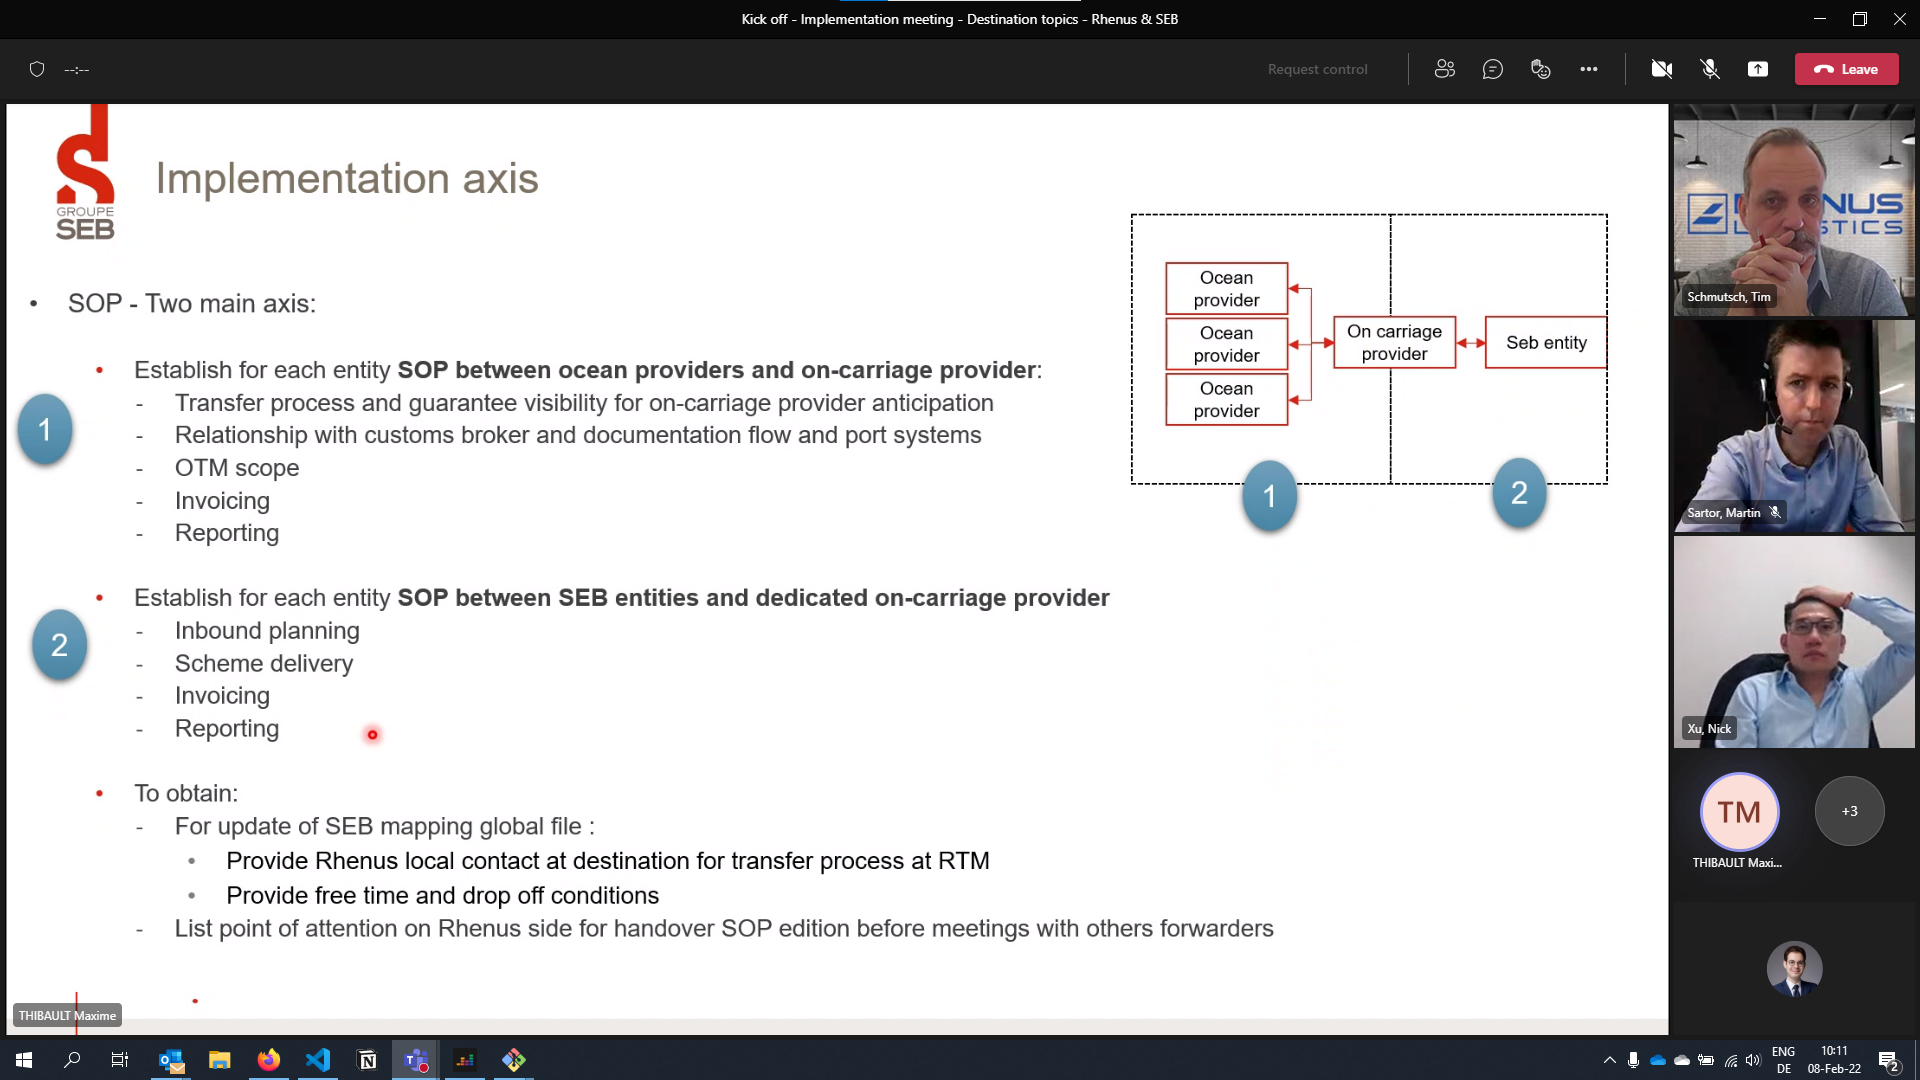 Kick off - Implementation meeting - Destination topics - Rhenus & SEB
--:--
Request control
Leave
GROUPE
SEB
Implementation axis
• SOP - Two main axis:
• Establish for each entity SOP between ocean providers and on-carriage provider:
- Transfer process and guarantee visibility for on-carriage provider anticipation
1
- Relationship with customs broker and documentation flow and port systems
- OTM scope
- Invoicing
- Reporting
• Establish for each entity SOP between SEB entities and dedicated on-carriage provider
- Inbound planning
2
- Scheme delivery
- Invoicing
- Reporting
• To obtain:
- For update of SEB mapping global file :
• Provide Rhenus local contact at destination for transfer process at RTM
• Provide free time and drop off conditions
- List point of attention on Rhenus side for handover SOP edition before meetings with others forwarders
•
Ocean
provider
Ocean
provider
Ocean
provider
On carriage
provider
Seb entity
1
2
THIBAULT Maxime
Schmutsch, Tim
Sartor, Martin
Xu, Nick
TM
THIBAULT Maxi...
+3
ENG
DE
10:11
08-Feb-22
2